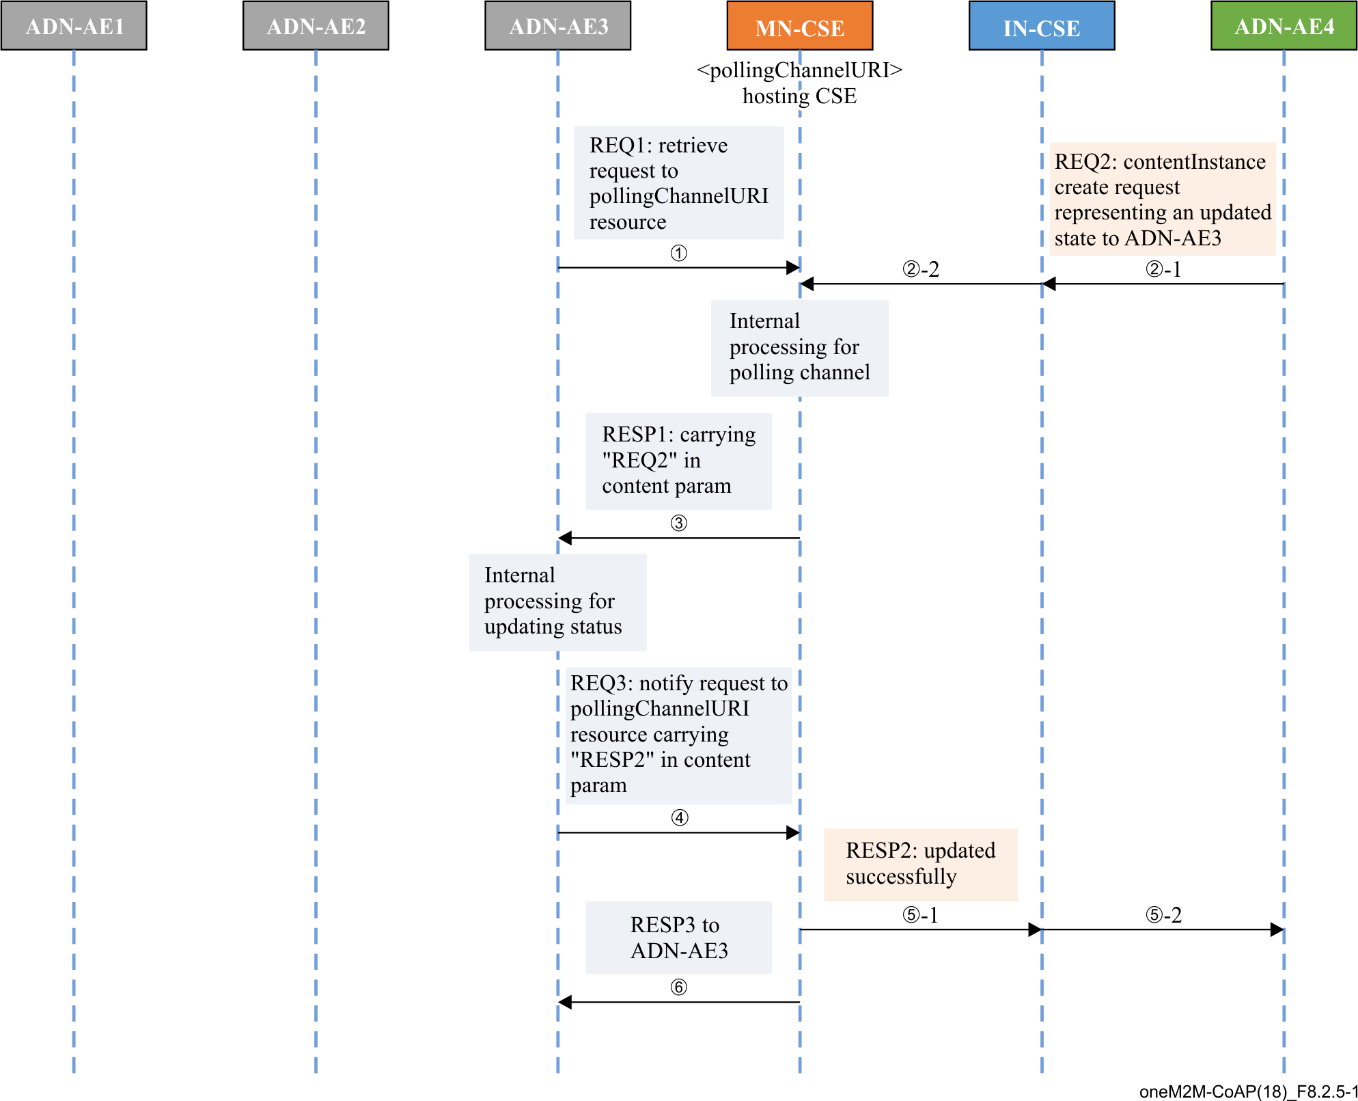 ADN-AE1
ADN-AE2
ADN-AE3
MN-CSE
IN-CSE
ADN-AE4
<pollingChannelURI>
hosting CSE
REQ1: retrieve
request to
pollingChannelURI
resource
①
REQ2: contentInstance
create request
representing an updated
state to ADN-AE3
②-2
②-1
Internal
processing for
polling channel
RESP1: carrying
"REQ2" in
content param
③
Internal
processing for
updating status
REQ3: notify request to
pollingChannelURI
resource carrying
"RESP2" in content
param
④
RESP2: updated
successfully
⑤-1
⑤-2
RESP3 to
ADN-AE3
⑥
oneM2M-CoAP(18)_F8.2.5-1